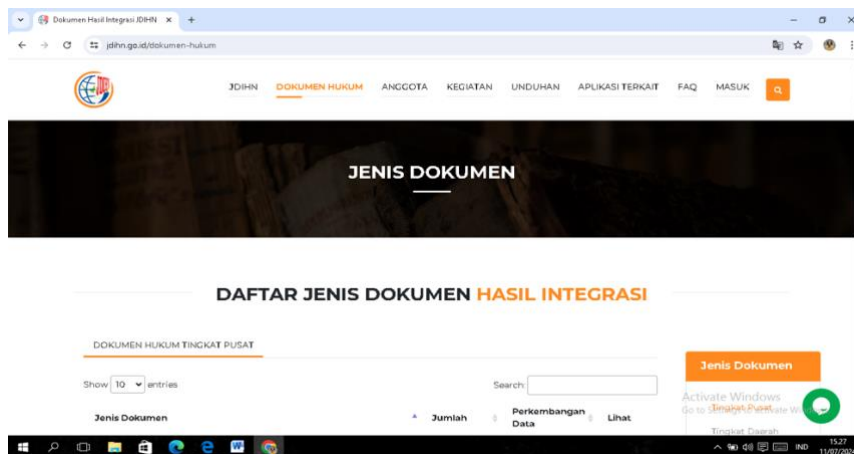 Dokumen Hasil Integrasi JDIHN
jdihn.go.id/dokumen-hukum
JDIHN DOKUMEN HUKUM ANGGOTA KEGIATAN UNDUHAN APLIKASI TERKAIT FAQ MASUK
JENIS DOKUMEN
DAFTAR JENIS DOKUMEN HASIL INTEGRASI
DOKUMEN HUKUM TINGKAT PUSAT
Jenis Dokumen
Show 10 entries
Search:
Activate Windows
Go to Settings to activate Windows
Tingkat Pusat
Jenis Dokumen Jumlah Perkembangan Data Lihat
Tingkat Daerah
IND
15.27
11/07/2024